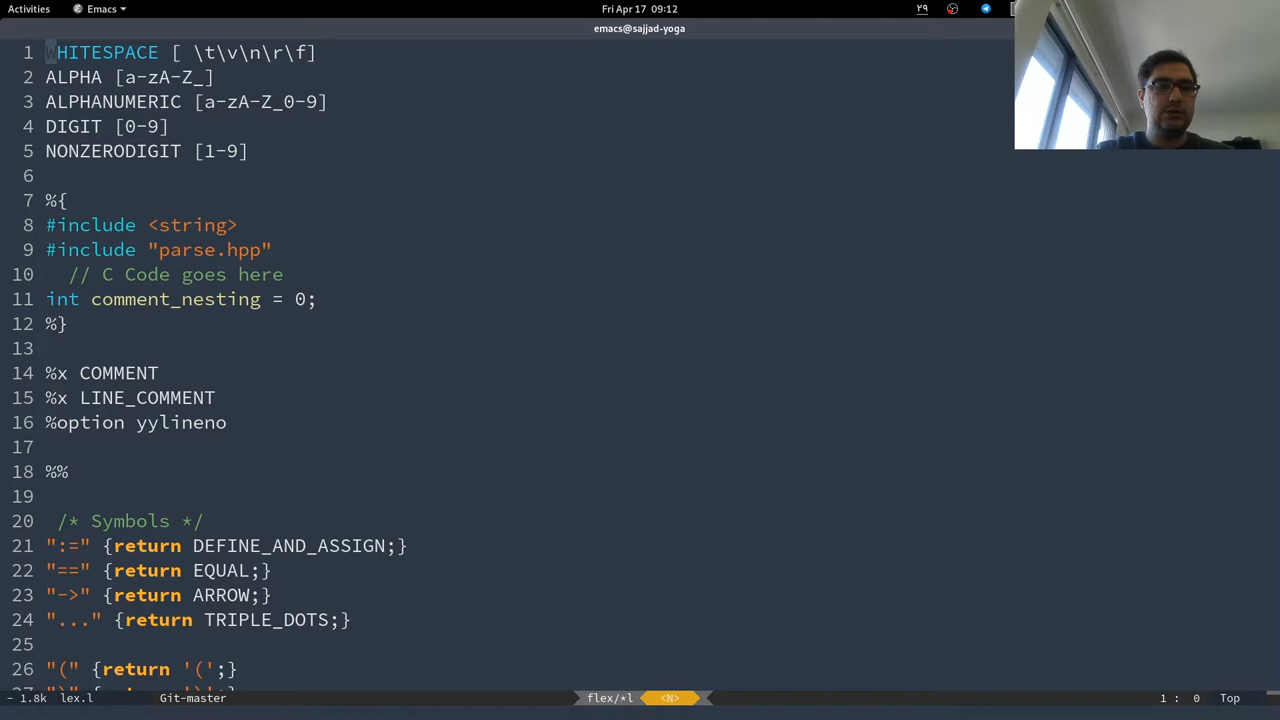 Activities Emacs Fri Apr 17 09:12 ۲۹
emacs@sajjad-yoga
1 WHITESPACE [ \t\v\n\r\f]
2 ALPHA [a-zA-Z_]
3 ALPHANUMERIC [a-zA-Z_0-9]
4 DIGIT [0-9]
5 NONZERODIGIT [1-9]
6
7 %{
8 #include <string>
9 #include "parse.hpp"
10   // C Code goes here
11 int comment_nesting = 0;
12 %}
13
14 %x COMMENT
15 %x LINE_COMMENT
16 %option yylineno
17
18 %%
19
20  /* Symbols */
21 ":=" {return DEFINE_AND_ASSIGN;}
22 "==" {return EQUAL;}
23 "->" {return ARROW;}
24 "..." {return TRIPLE_DOTS;}
25
26 "(" {return '(';}
27 ")" {return ')';}
- 1.8k lex.l Git-master flex/*l <N> 1: 0 Top